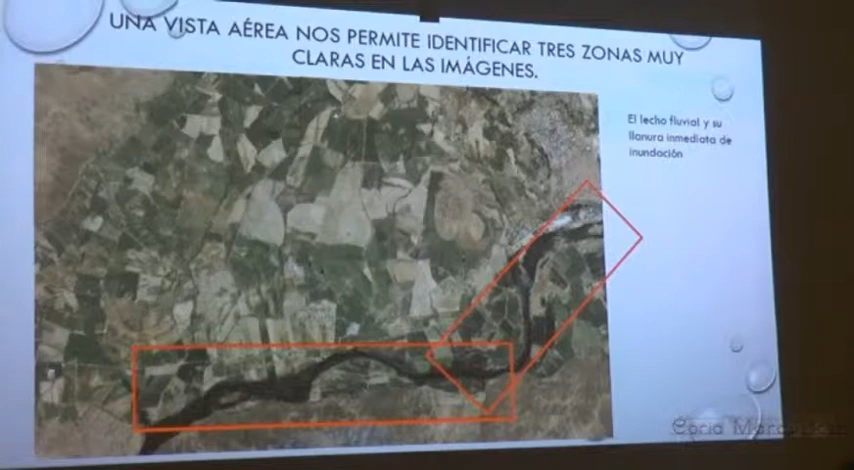 UNA VISTA AÉREA NOS PERMITE IDENTIFICAR TRES ZONAS MUY
CLARAS EN LAS IMÁGENES.
El lecho fluvial y su
llanura inmediata de
inundación